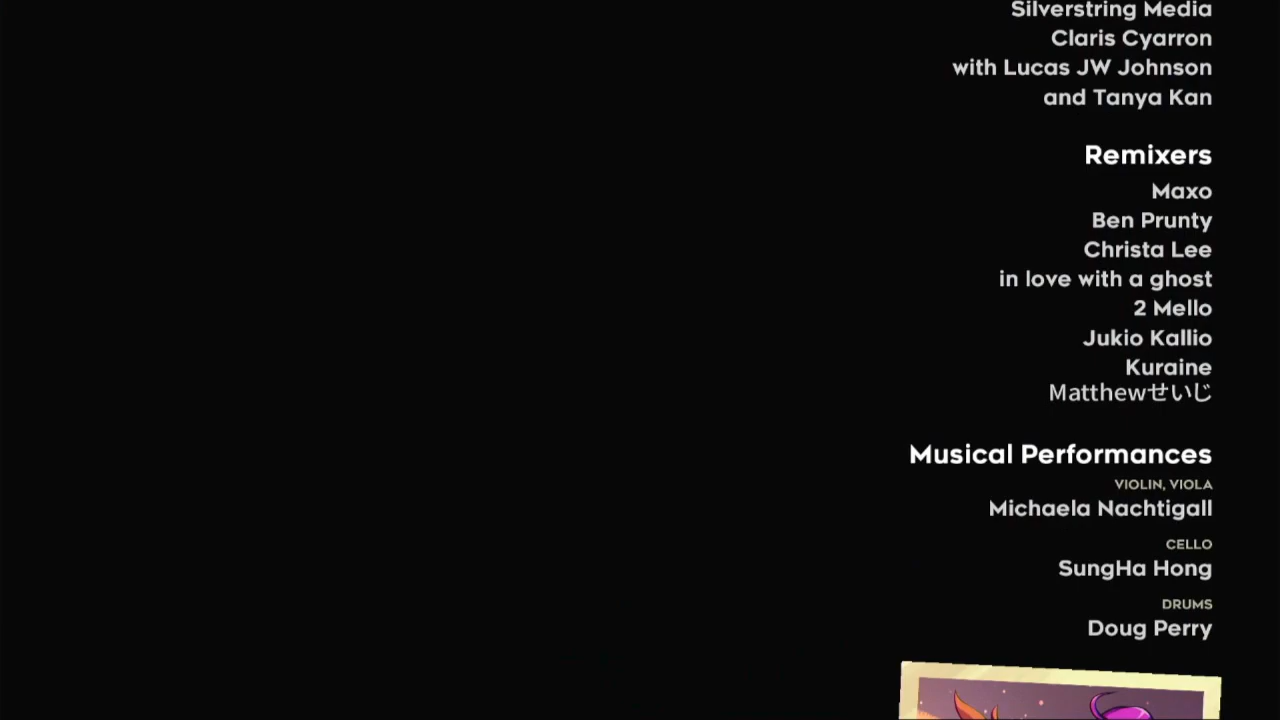 Silverstring Media
Claris Cyarron
with Lucas JW Johnson
and Tanya Kan
Remixers
Maxo
Ben Prunty
Christa Lee
in love with a ghost
2 Mello
Jukio Kallio
Kuraine
Matthewせいじ
Musical Performances
VIOLIN, VIOLA
Michaela Nachtigall
CELLO
SungHa Hong
DRUMS
Doug Perry